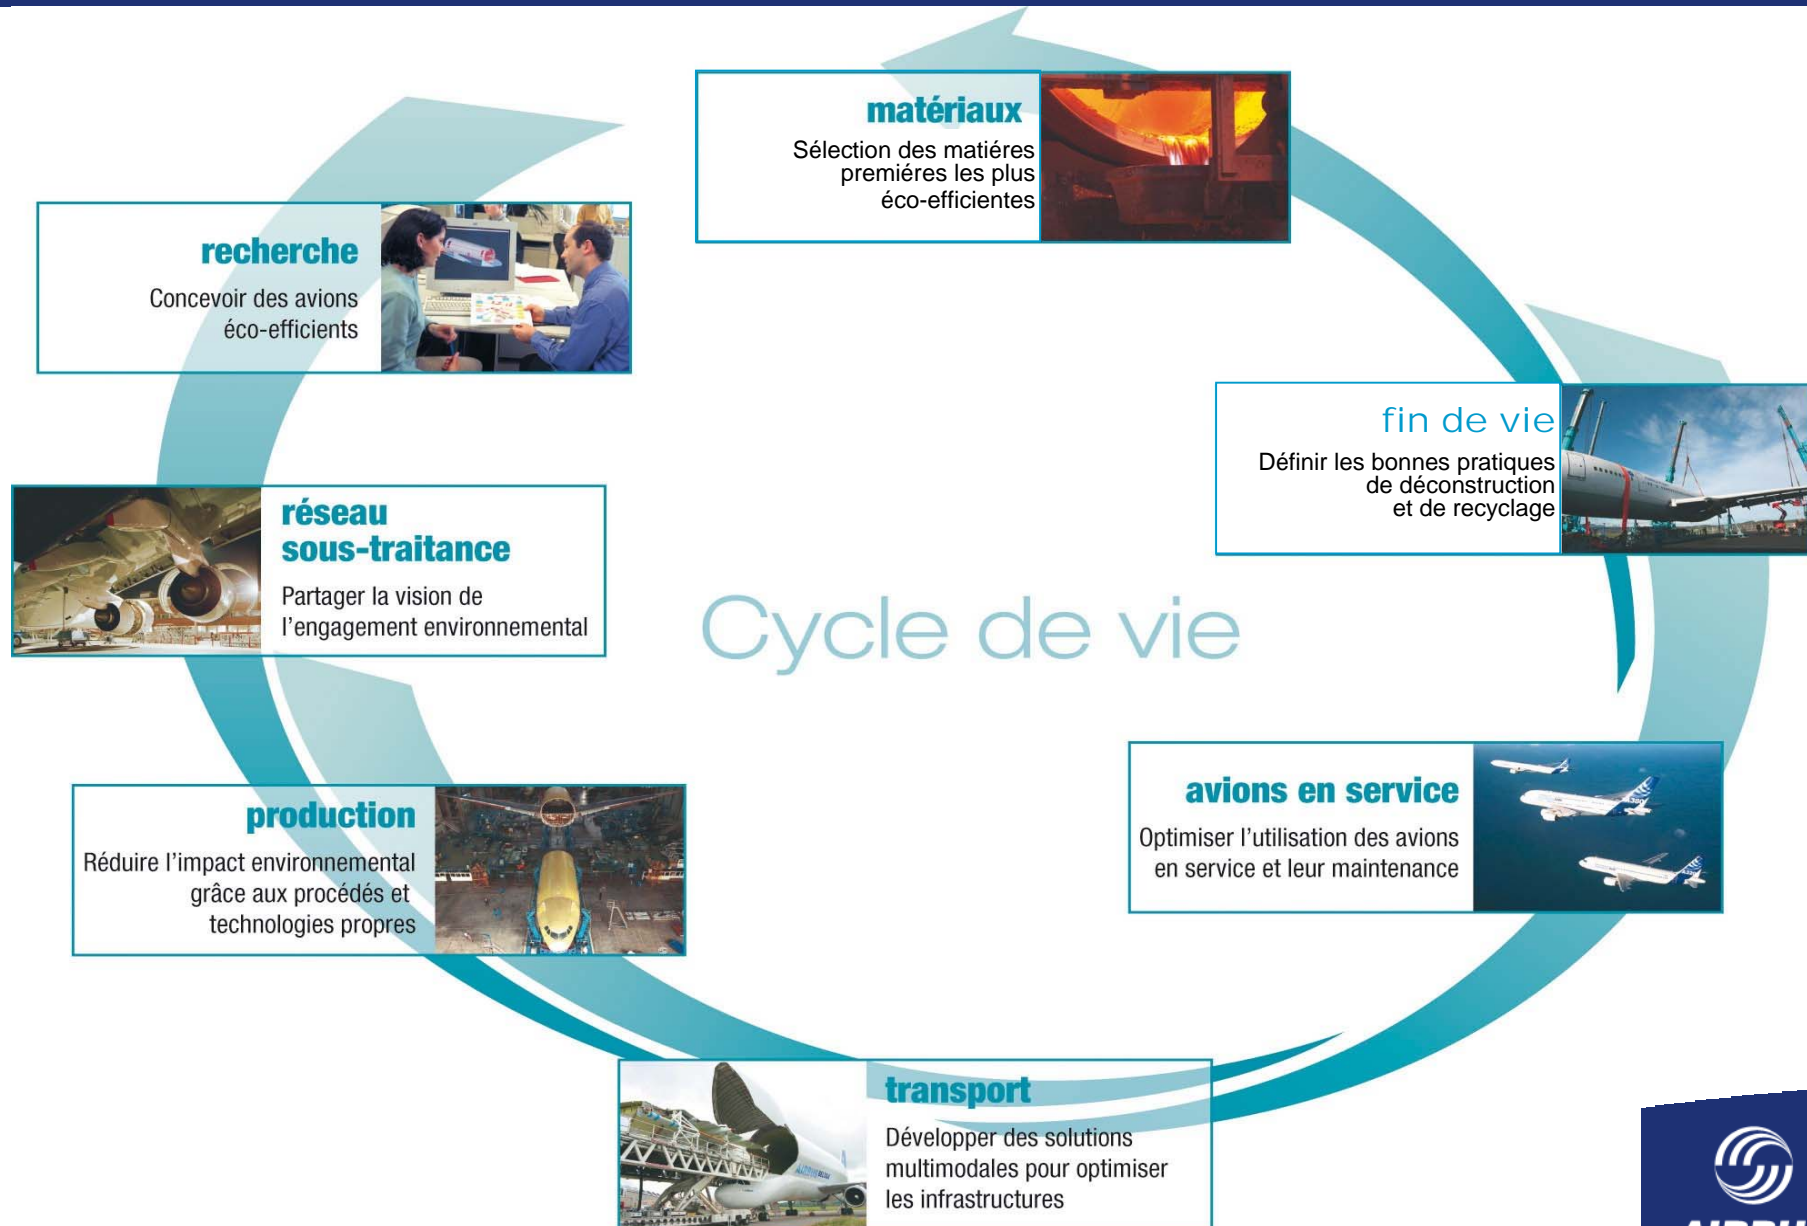 matériaux
Sélection des matiéres
premiéres les plus
éco-efficientes
recherche
Concevoir des avions
éco-efficients
fin de vie
Définir les bonnes pratiques
de déconstruction
et de recyclage
réseau
sous-traitance
Partager la vision de
l'engagement environnemental
Cycle de vie
production
Réduire l'impact environnemental
grâce aux procédés et
technologies propres
avions en service
Optimiser l'utilisation des avions
en service et leur maintenance
transport
Développer des solutions
multimodales pour optimiser
les infrastructures